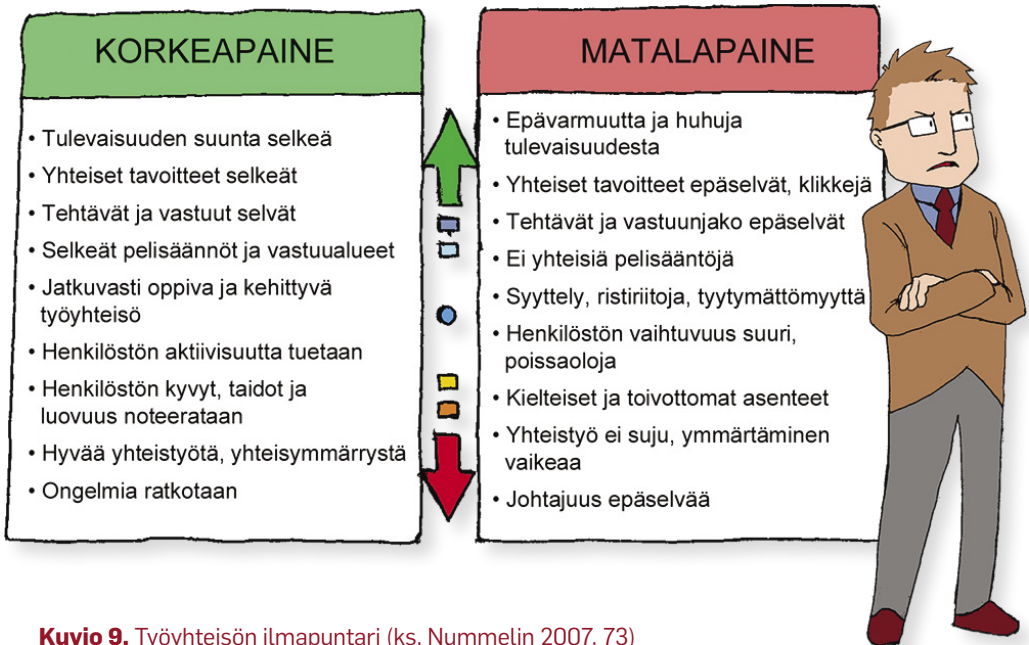 KORKEAPAINE
• Tulevaisuuden suunta selkeä
• Yhteiset tavoitteet selkeät
• Tehtävät ja vastuut selvät
• Selkeät pelisäännöt ja vastuualueet
• Jatkuvasti oppiva ja kehittyvä
työyhteisö
• Henkilöstön aktiivisuutta tuetaan
• Henkilöstön kyvyt, taidot ja
luovuus noteerataan
• Hyvää yhteistyötä, yhteisymmärrystä
• Ongelmia ratkotaan
MATALAPAINE
• Epävarmuutta ja huhuja
tulevaisuudesta
• Yhteiset tavoitteet epäselvät, klikkejä
• Tehtävät ja vastuunjako epäselvät
• Ei yhteisiä pelisääntöjä
• Syyttely, ristiriitoja, tyytymättömyyttä
• Henkilöstön vaihtuvuus suuri,
poissaoloja
• Kielteiset ja toivottomat asenteet
• Yhteistyö ei suju, ymmärtäminen
vaikeaa
• Johtajuus epäselvää
Kuvio 9. Työyhteisön ilmapuntari (ks. Nummelin 2007, 73)